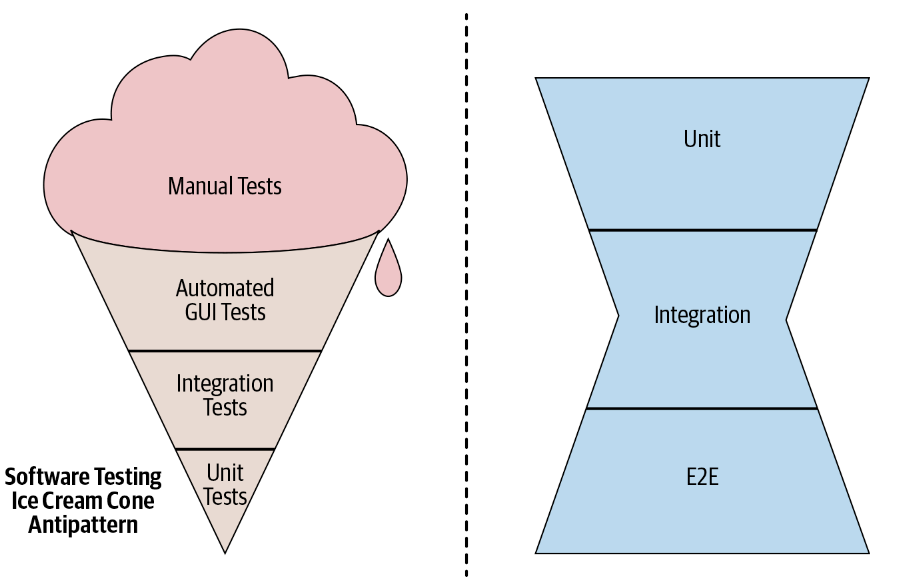 Manual Tests
Automated
GUI Tests
Integration
Tests
Unit
Tests
Software Testing
Ice Cream Cone
Antipattern
Unit
Integration
E2E